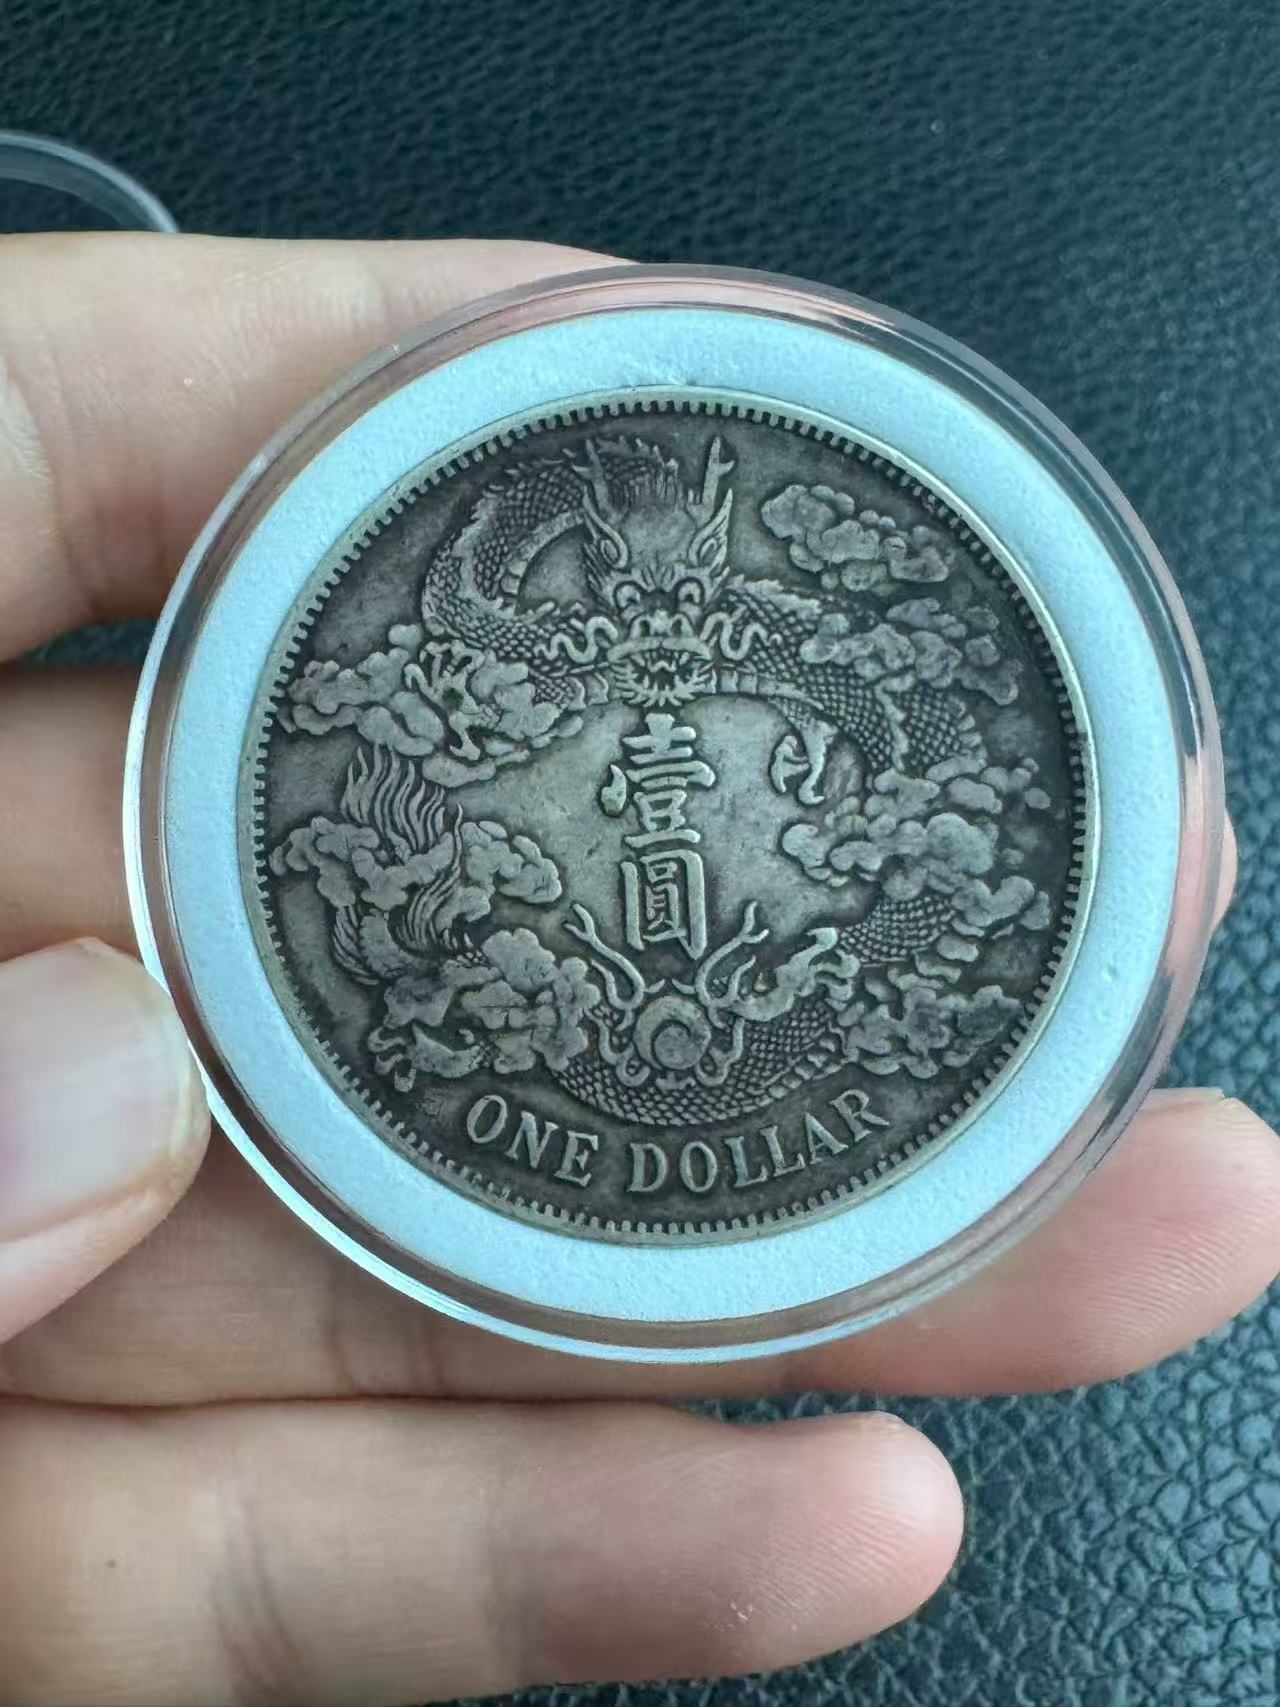 壹
圓
ONE DOLLAR